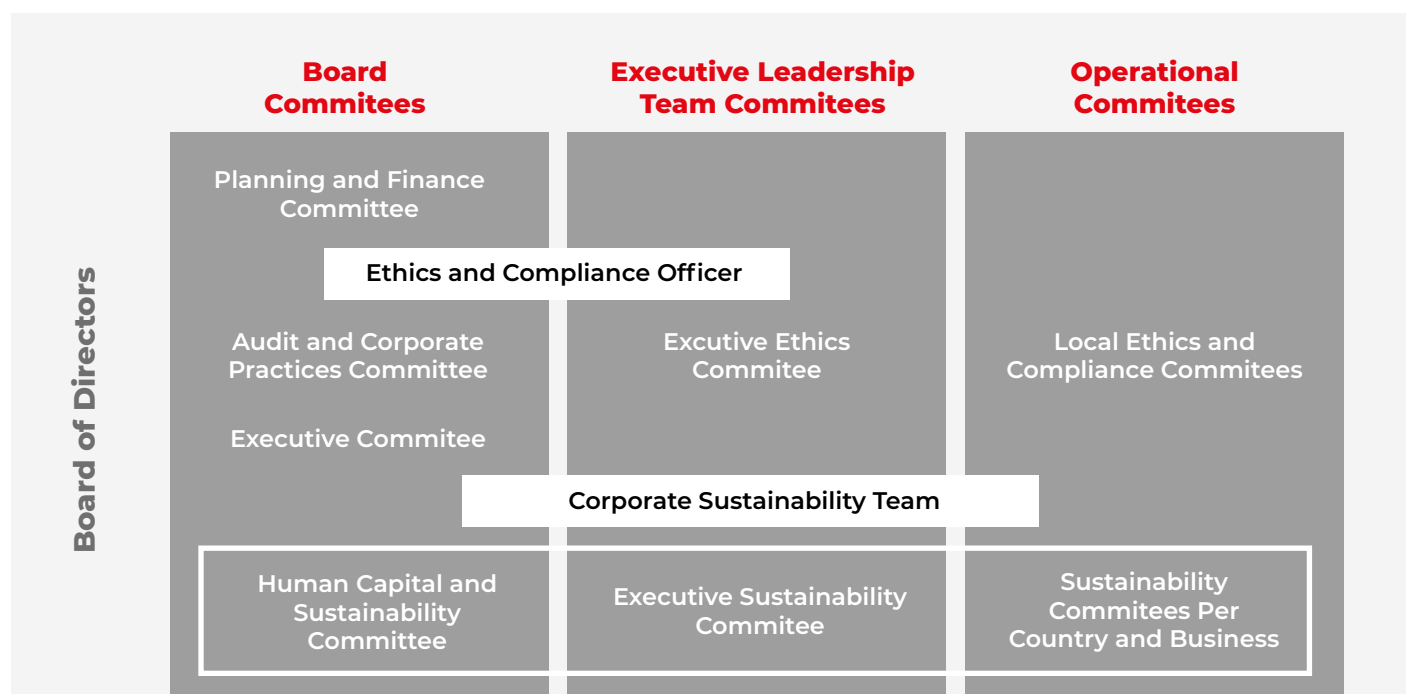 Board
Commitees
Executive Leadership
Team Commitees
Operational
Commitees
Board of Directors
Planning and Finance
Committee
Ethics and Compliance Officer
Audit and Corporate
Practices Committee
Excutive Ethics
Commitee
Local Ethics and
Compliance Commitees
Executive Commitee
Corporate Sustainability Team
Human Capital and
Sustainability
Committee
Executive Sustainability
Commitee
Sustainability
Commitees Per
Country and Business